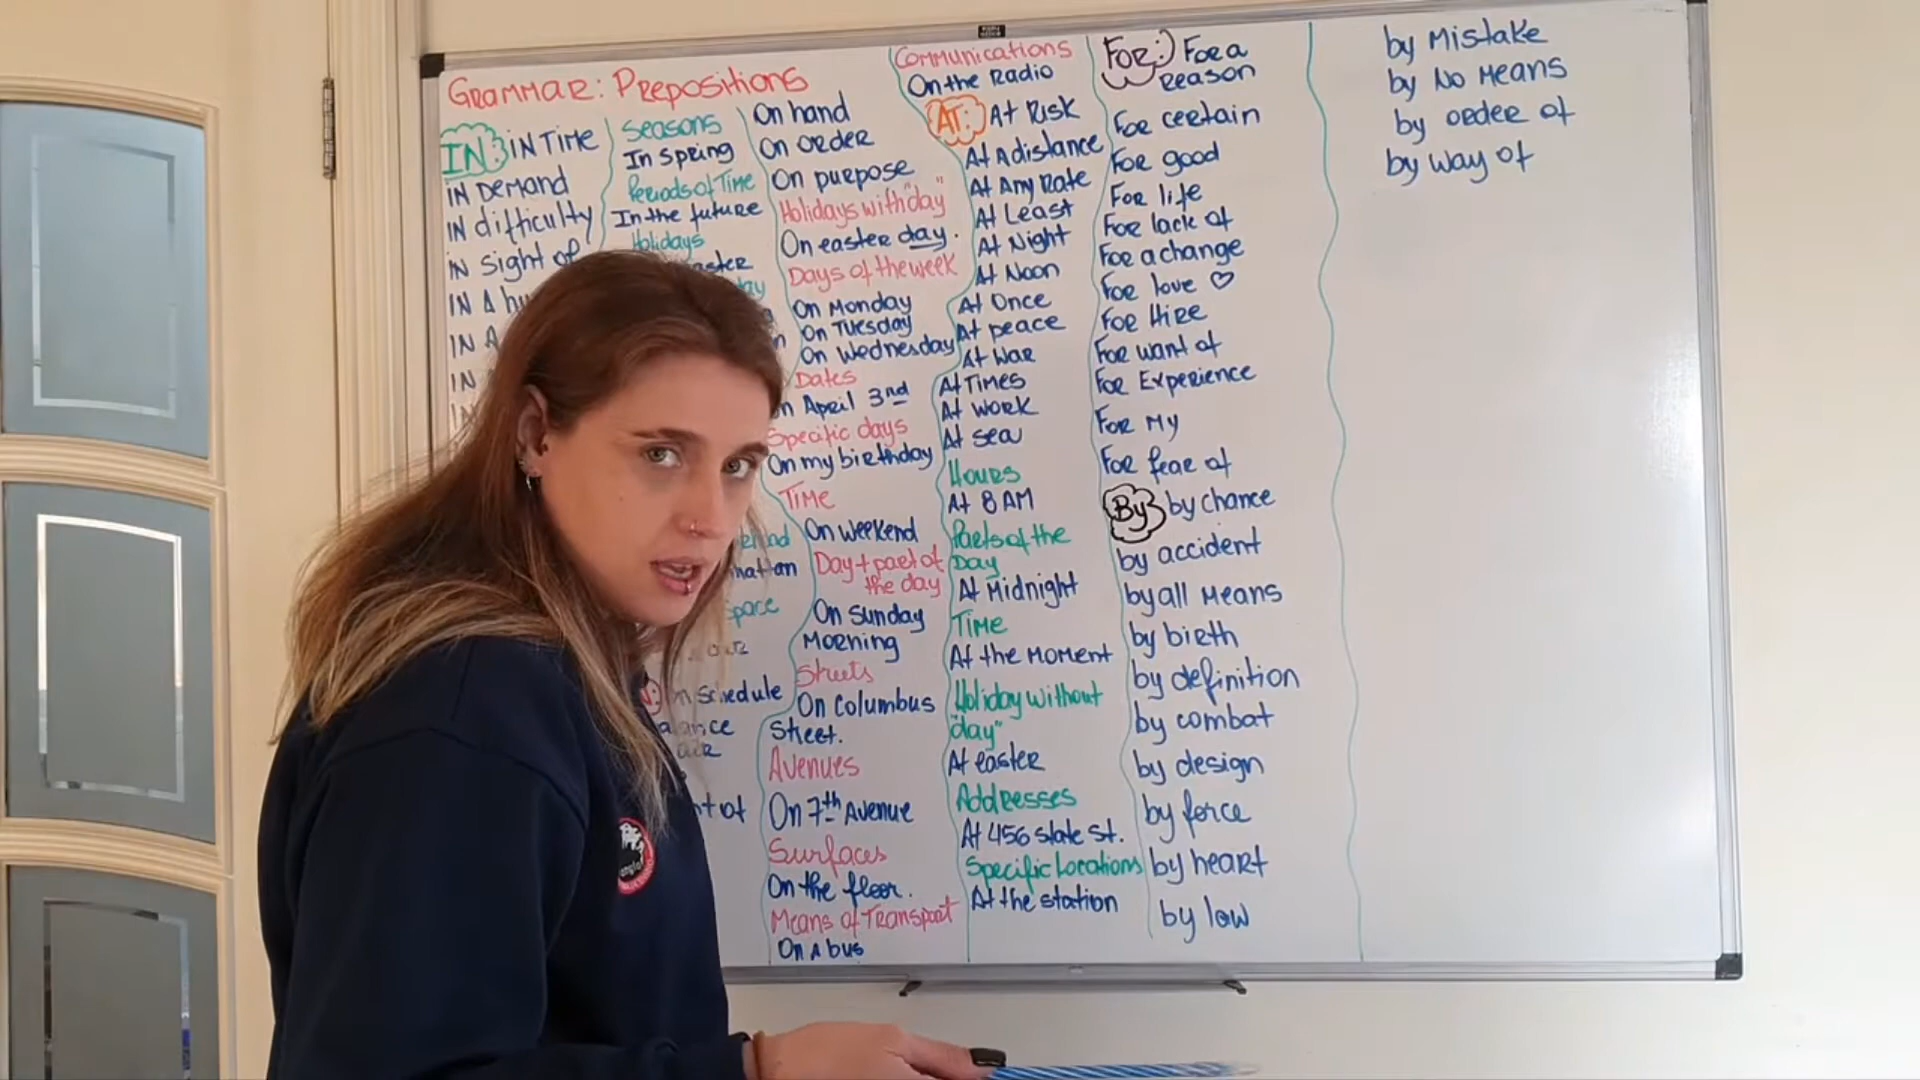 Grammar: Prepositions
IN: IN Time
IN Demand
IN difficulty
IN sight of
IN A
IN A
IN
Seasons
In spring
Periods of Time
In the future
Holidays
On schedule
On hand
On order
On purpose
Holidays with "day"
On easter day.
Days of the week
On Monday
On Tuesday
On Wednesday
Dates
On April 3rd
Specific days
On my birthday
Time
On weekend
Day + part of
the day
On Sunday
Morning
Streets
On Columbus
Street.
Avenues
On 7th Avenue
Surfaces
On the floor.
Means of Transport
On A bus
Communications
On the Radio
AT: At Risk
At A distance
At Any Rate
At Least
At Night
At Noon
At Once
At peace
At War
At Times
At work
At sea
Hours
At 8 AM
Parts of the
Day
At Midnight
Time
At the Moment
Holiday without
"day"
At easter
Addresses
At 456 state St.
Specific Locations
At the station
For: For a
Reason
For certain
For good
For life
For lack of
For a change
For love ♡
For Hire
For want of
For Experience
For My
For fear of
By by chance
by accident
by all Means
by birth
by definition
by combat
by design
by force
by heart
by law
by Mistake
by No Means
by order of
by way of